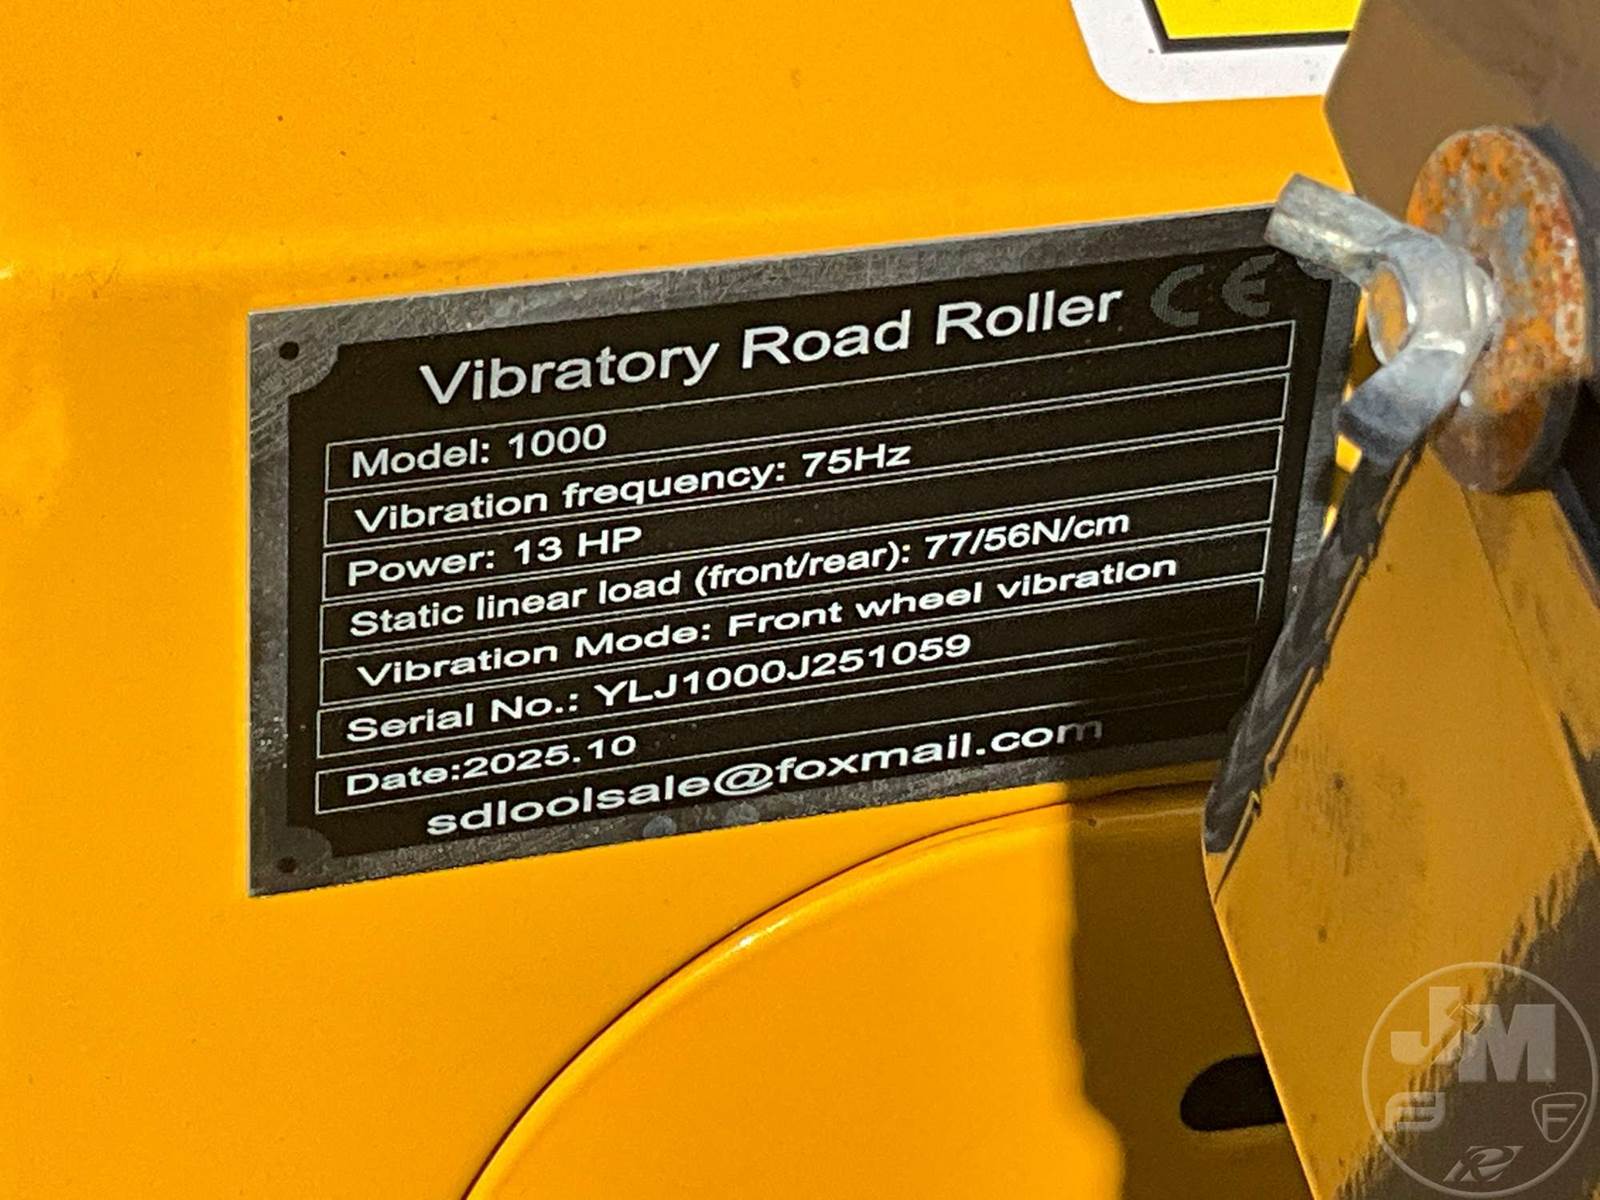 Vibratory Road Roller CE
Model: 1000
Vibration frequency: 75Hz
Power: 13 HP
Static linear load (front/rear): 77/56N/cm
Vibration Mode: Front wheel vibration
Serial No.: YLJ1000J251059
Date:2025.10
sdloolsale@foxmail.com
JM